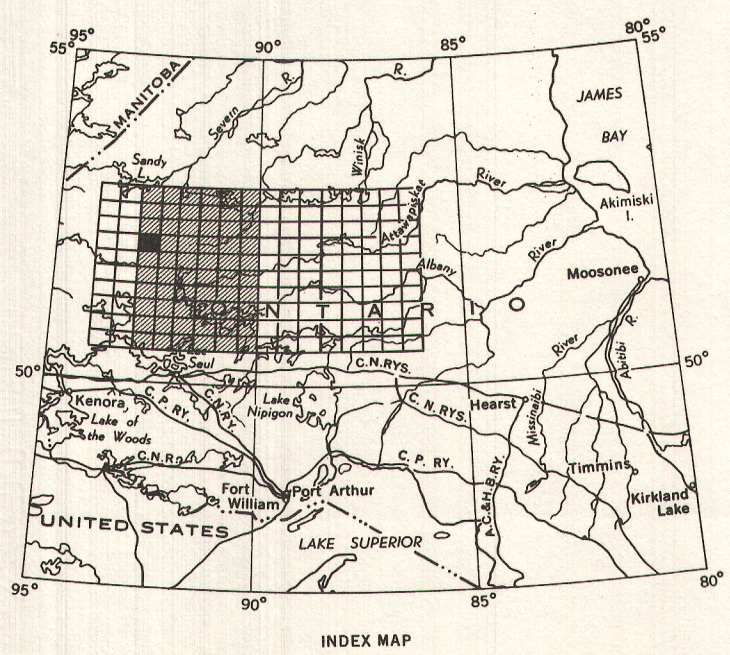 95°
90°
85°
80°
55°
55°
MANITOBA
Severn
R.
R.
JAMES
BAY
Sandy
L.
Winisk
River
Attawapiskat
Akimiski
I.
River
Albany
Moosonee
ONTARIO
River
R.
Abitibi
Seul
C.N.RYS.
50°
50°
Kenora
C. P. RY.
C.N.RY.
Lake
Nipigon
C. N. RYS.
Hearst
Missinaibi
Lake of
the Woods
C.N.R.
C. P. RY.
Timmins
Fort
William
Port Arthur
A.C.&H.B.RY.
Kirkland
Lake
UNITED STATES
LAKE SUPERIOR
95°
90°
85°
80°
INDEX MAP